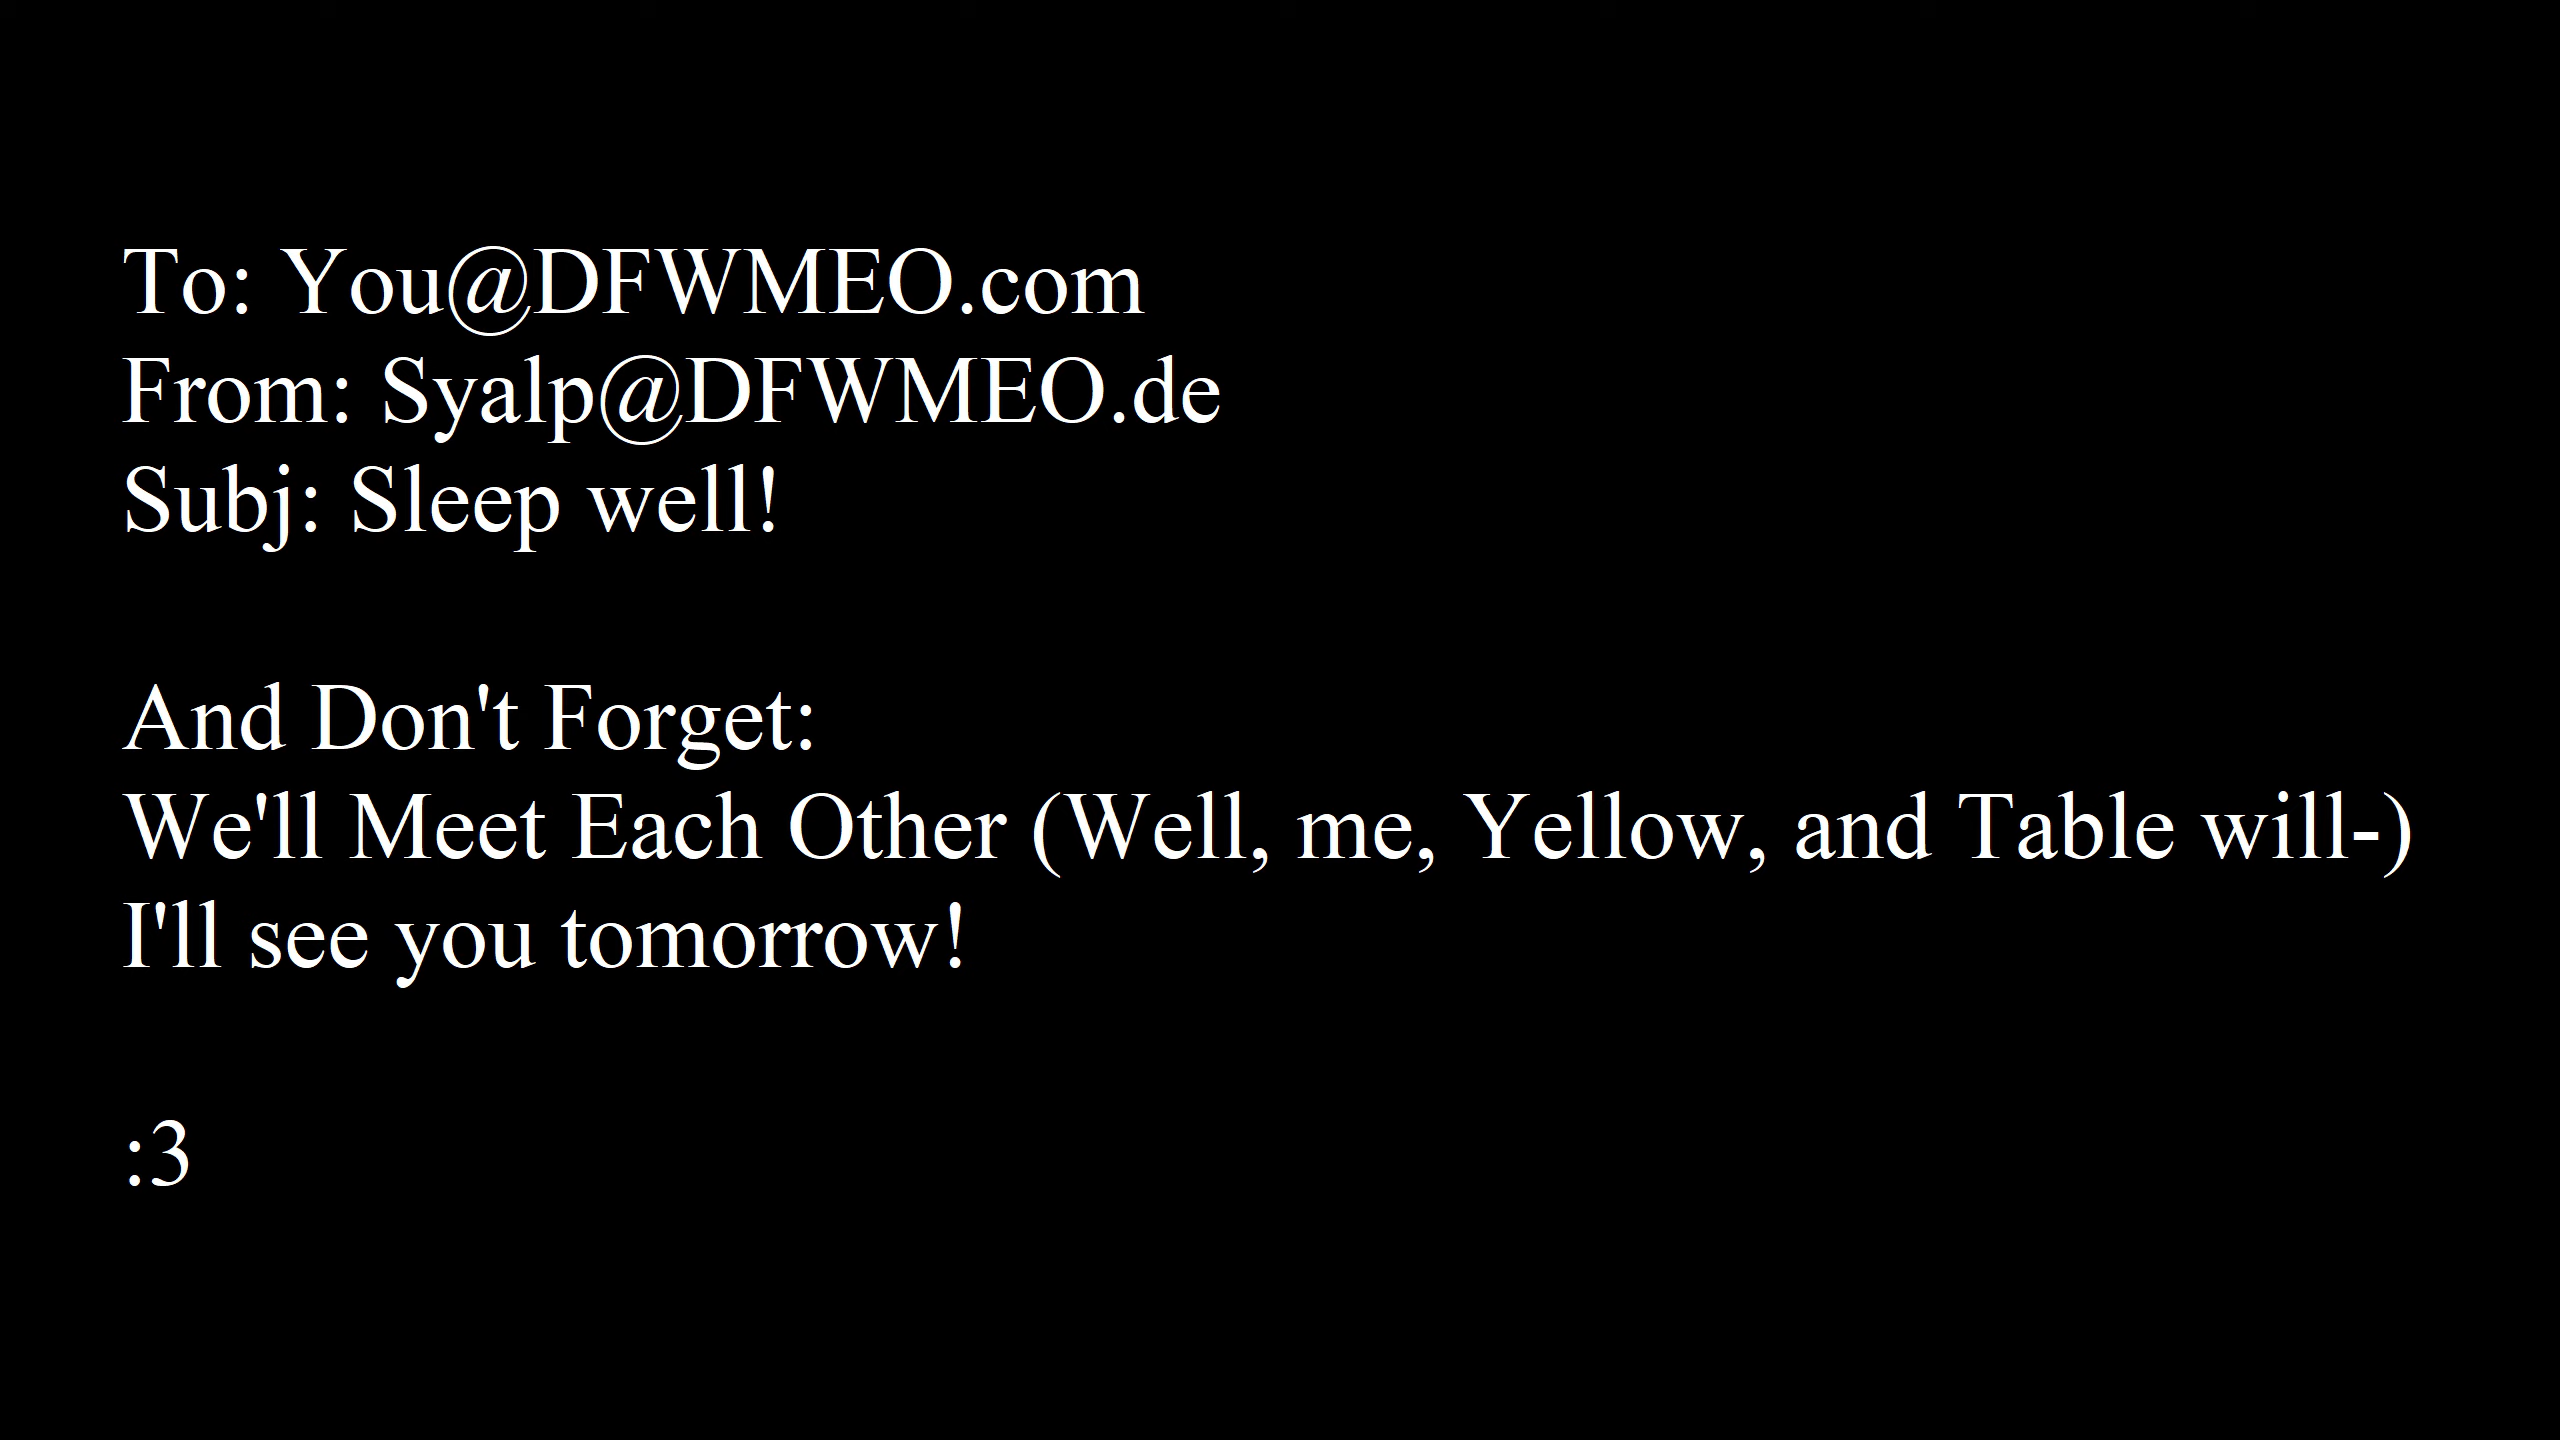 To: You@DFWMEO.com
From: Syalp@DFWMEO.de
Subj: Sleep well!
And Don't Forget:
We'll Meet Each Other (Well, me, Yellow, and Table will-)
I'll see you tomorrow!
:3